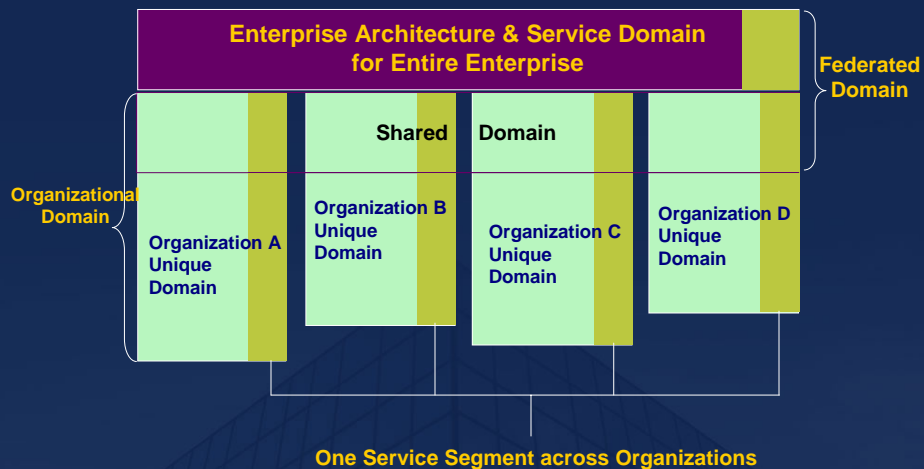 Enterprise Architecture & Service Domain
for Entire Enterprise
Federated
Domain
Shared Domain
Organizational
Domain
Organization A
Unique
Domain
Organization B
Unique
Domain
Organization C
Unique
Domain
Organization D
Unique
Domain
One Service Segment across Organizations